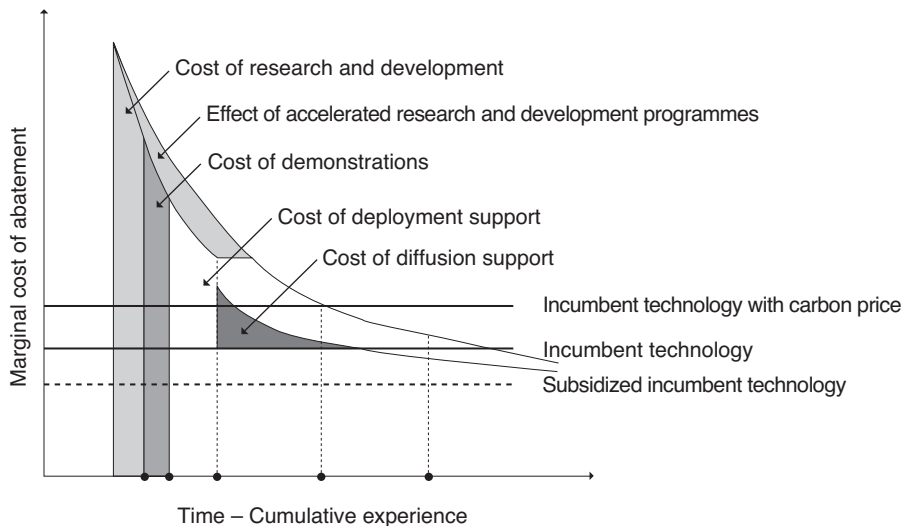 Cost of research and development
Effect of accelerated research and development programmes
Cost of demonstrations
Cost of deployment support
Cost of diffusion support
Marginal cost of abatement
Incumbent technology with carbon price
Incumbent technology
Subsidized incumbent technology
Time – Cumulative experience